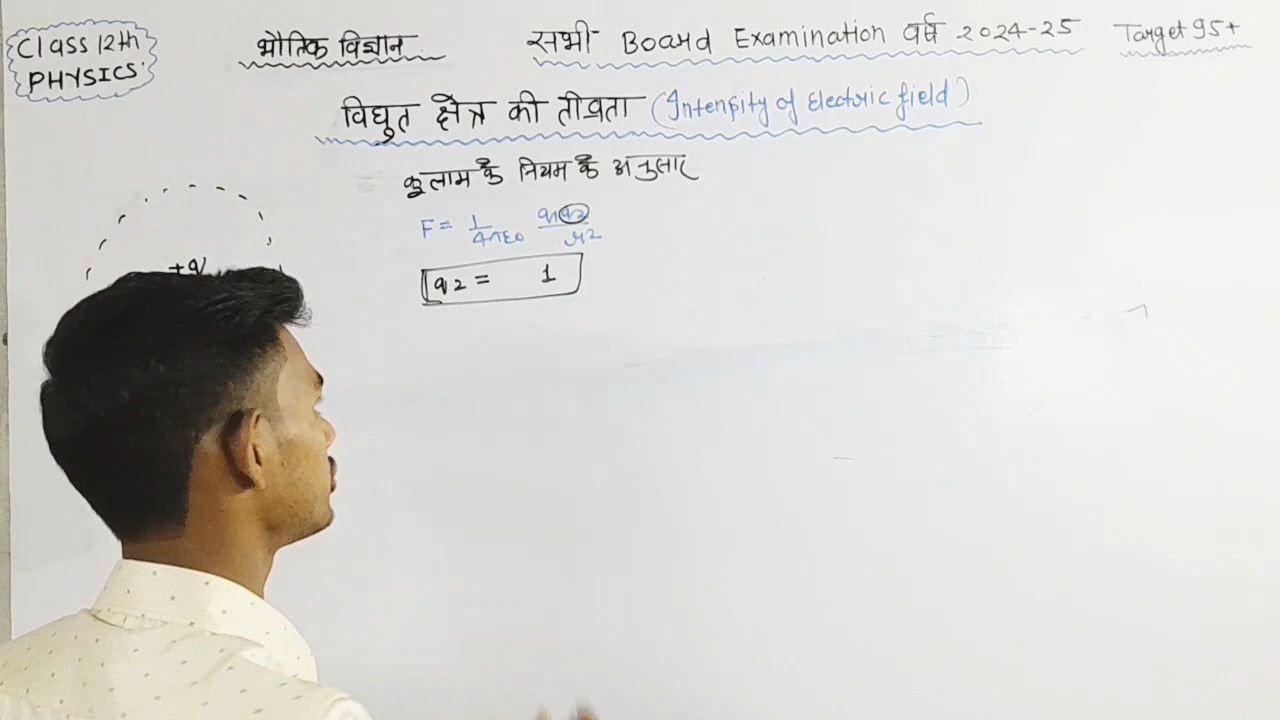 Class 12th
PHYSICS
भौतिक विज्ञान
सभी Board Examination वर्ष 2024-25
Target 95+
विद्युत क्षेत्र की तीव्रता (Intensity of Electric field)
कूलाम के नियम के अनुसार
F = 1/4πε0 q1q2/r2
q2 = 1
+q